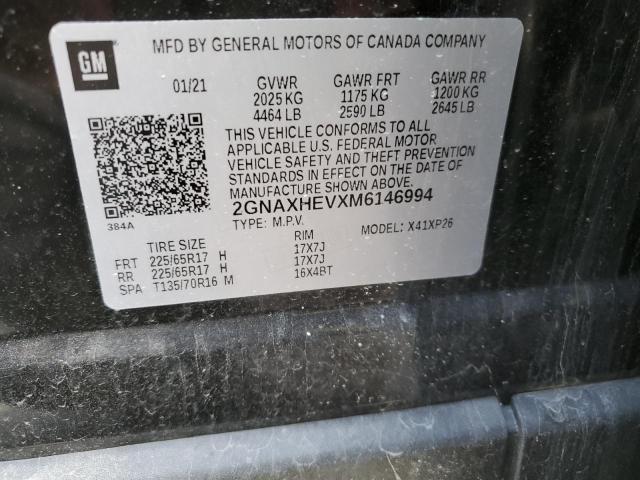 GM
MFD BY GENERAL MOTORS OF CANADA COMPANY
01/21 GVWR GAWR FRT GAWR RR
2025 KG 1175 KG 1200 KG
4464 LB 2590 LB 2645 LB
THIS VEHICLE CONFORMS TO ALL
APPLICABLE U.S. FEDERAL MOTOR
VEHICLE SAFETY AND THEFT PREVENTION
STANDARDS IN EFFECT ON THE DATE OF
MANUFACTURE SHOWN ABOVE.
384A
2GNAXHEVXM6146994
TYPE: M.P.V. MODEL: X41XP26
TIRE SIZE RIM
FRT 225/65R17 H 17X7J
RR 225/65R17 H 17X7J
SPA T135/70R16 M 16X4BT